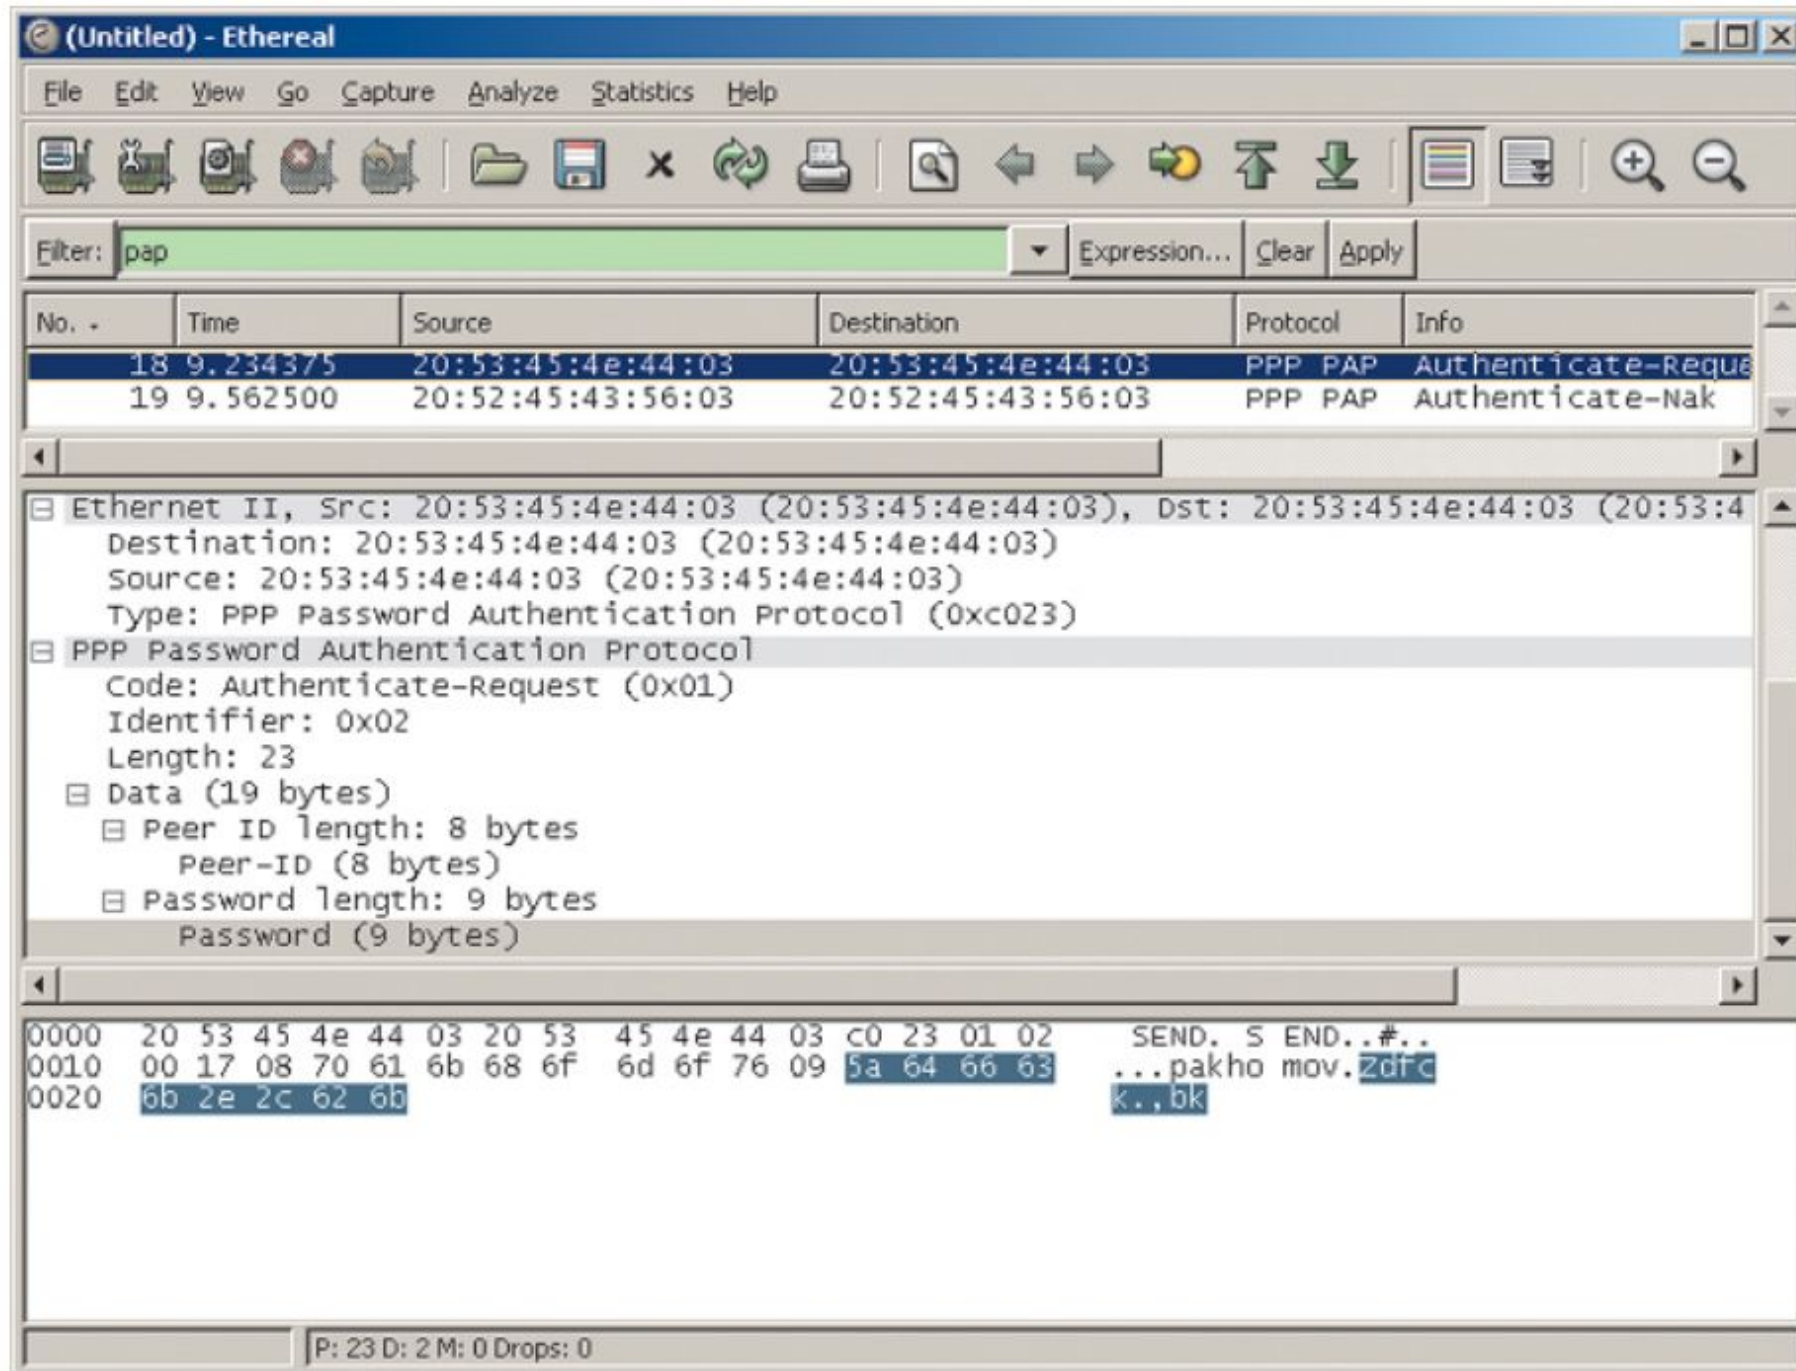 (Untitled) - Ethereal
File Edit View Go Capture Analyze Statistics Help
Filter: pap Expression... Clear Apply
No. Time Source Destination Protocol Info
18 9.234375 20:53:45:4e:44:03 20:53:45:4e:44:03 PPP PAP Authenticate-Reque
19 9.562500 20:52:45:43:56:03 20:52:45:43:56:03 PPP PAP Authenticate-Nak
Ethernet II, Src: 20:53:45:4e:44:03 (20:53:45:4e:44:03), Dst: 20:53:45:4e:44:03 (20:53:4
Destination: 20:53:45:4e:44:03 (20:53:45:4e:44:03)
Source: 20:53:45:4e:44:03 (20:53:45:4e:44:03)
Type: PPP Password Authentication Protocol (0xc023)
PPP Password Authentication Protocol
Code: Authenticate-Request (0x01)
Identifier: 0x02
Length: 23
Data (19 bytes)
Peer ID length: 8 bytes
Peer-ID (8 bytes)
Password length: 9 bytes
Password (9 bytes)
0000 20 53 45 4e 44 03 20 53 45 4e 44 03 c0 23 01 02 SEND. S END..#..
0010 00 17 08 70 61 6b 68 6f 6d 6f 76 09 5a 64 66 63 ...pakho mov.Zdfc
0020 6b 2e 2c 62 6b k.,bk
P: 23 D: 2 M: 0 Drops: 0